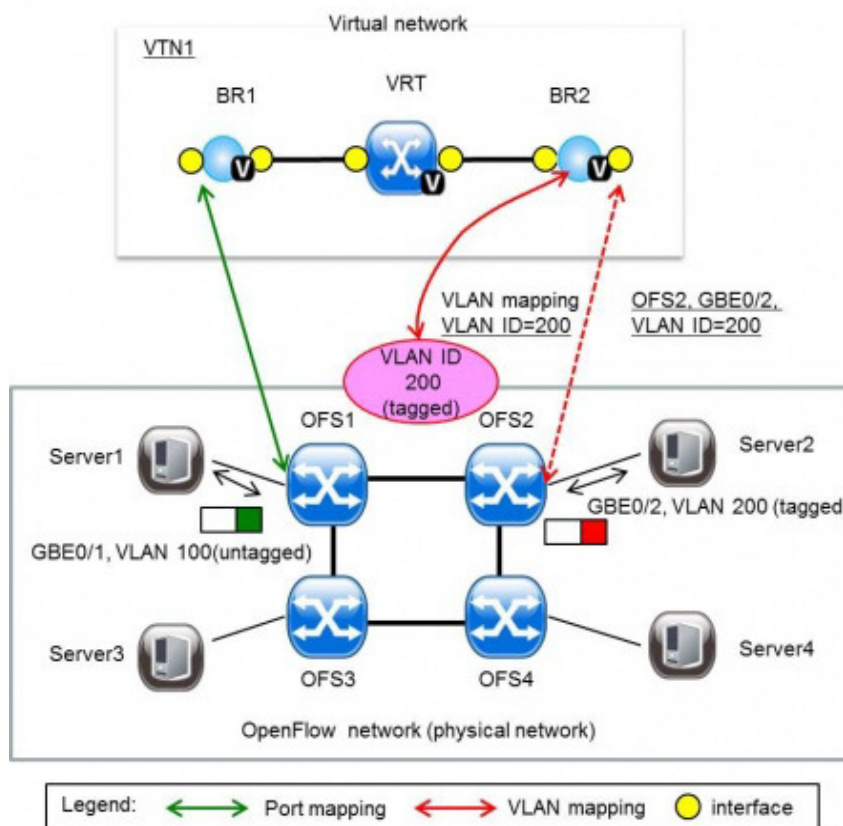 Virtual network
VTN1
BR1
VRT
BR2
V
V
V
VLAN mapping
VLAN ID=200
OFS2, GBE0/2,
VLAN ID=200
VLAN ID
200
(tagged)
OFS1
OFS2
Server1
Server2
GBE0/2, VLAN 200 (tagged
GBE0/1, VLAN 100(untagged)
Server3
Server4
OFS3
OFS4
OpenFlow network (physical network)
Legend:
Port mapping
VLAN mapping
interface